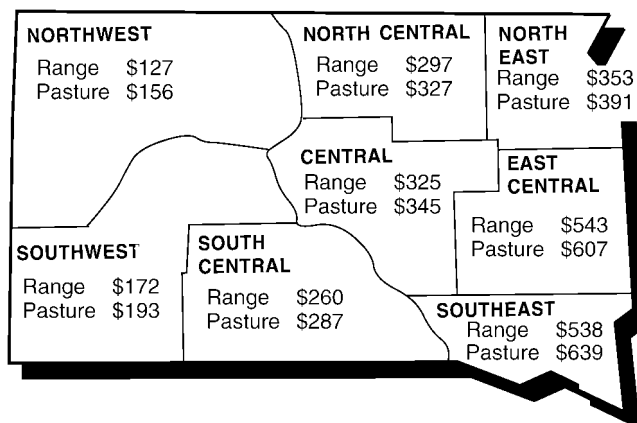 NORTHWEST
Range $127
Pasture $156
NORTH CENTRAL
Range $297
Pasture $327
NORTH
EAST
Range $353
Pasture $391
CENTRAL
Range $325
Pasture $345
EAST
CENTRAL
Range $543
Pasture $607
SOUTHWEST
Range $172
Pasture $193
SOUTH
CENTRAL
Range $260
Pasture $287
SOUTHEAST
Range $538
Pasture $639